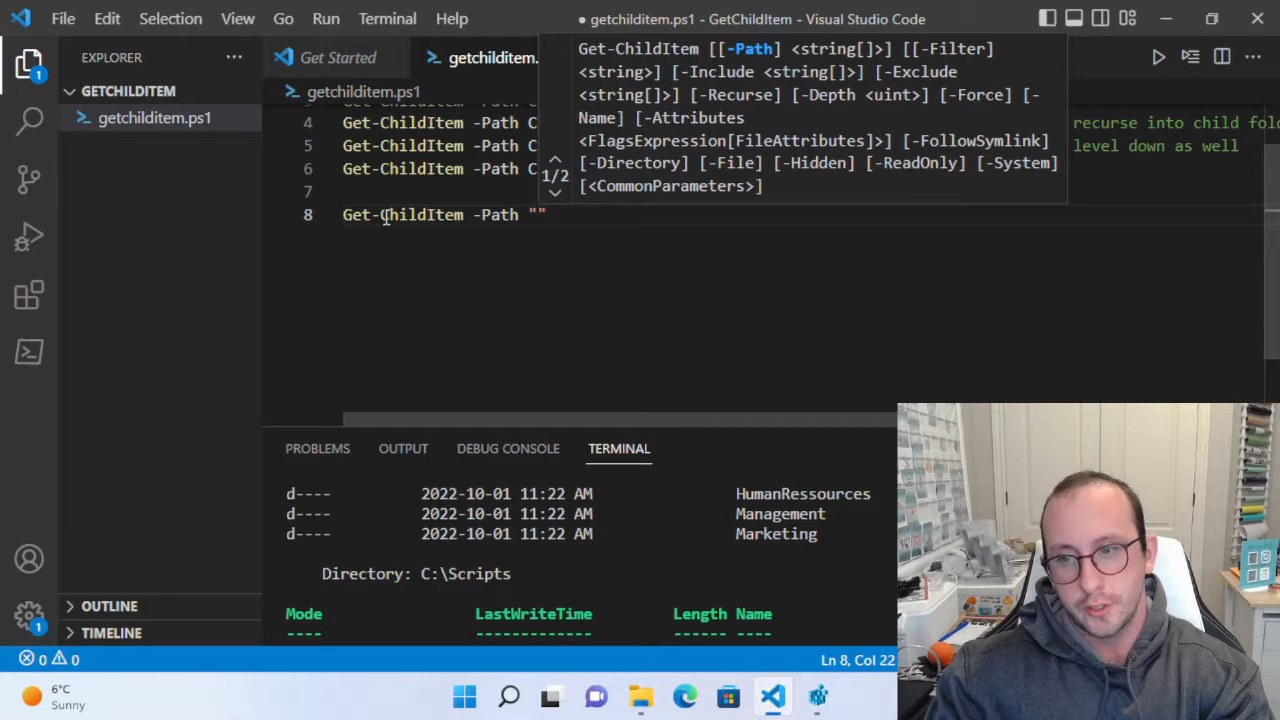 File Edit Selection View Go Run Terminal Help
● getchilditem.ps1 - GetChildItem - Visual Studio Code
EXPLORER
GETCHILDITEM
getchilditem.ps1
1
Get Started
getchilditem.
getchilditem.ps1
Get-ChildItem [[-Path] <string[]>] [[-Filter]
<string>] [-Include <string[]>] [-Exclude
<string[]>] [-Recurse] [-Depth <uint>] [-Force] [-
Name] [-Attributes
<FlagsExpression[FileAttributes]>] [-FollowSymlink]
[-Directory] [-File] [-Hidden] [-ReadOnly] [-System]
[<CommonParameters>]
1/2
4 Get-ChildItem -Path C
recurse into child fol
5 Get-ChildItem -Path C
level down as well
6 Get-ChildItem -Path C
7
8 Get-ChildItem -Path ""
PROBLEMS OUTPUT DEBUG CONSOLE TERMINAL
d---- 2022-10-01 11:22 AM HumanRessources
d---- 2022-10-01 11:22 AM Management
d---- 2022-10-01 11:22 AM Marketing
Directory: C:\Scripts
Mode LastWriteTime Length Name
---- ------------- ------ ----
OUTLINE
TIMELINE
1
0 0
Ln 8, Col 22
6°C
Sunny